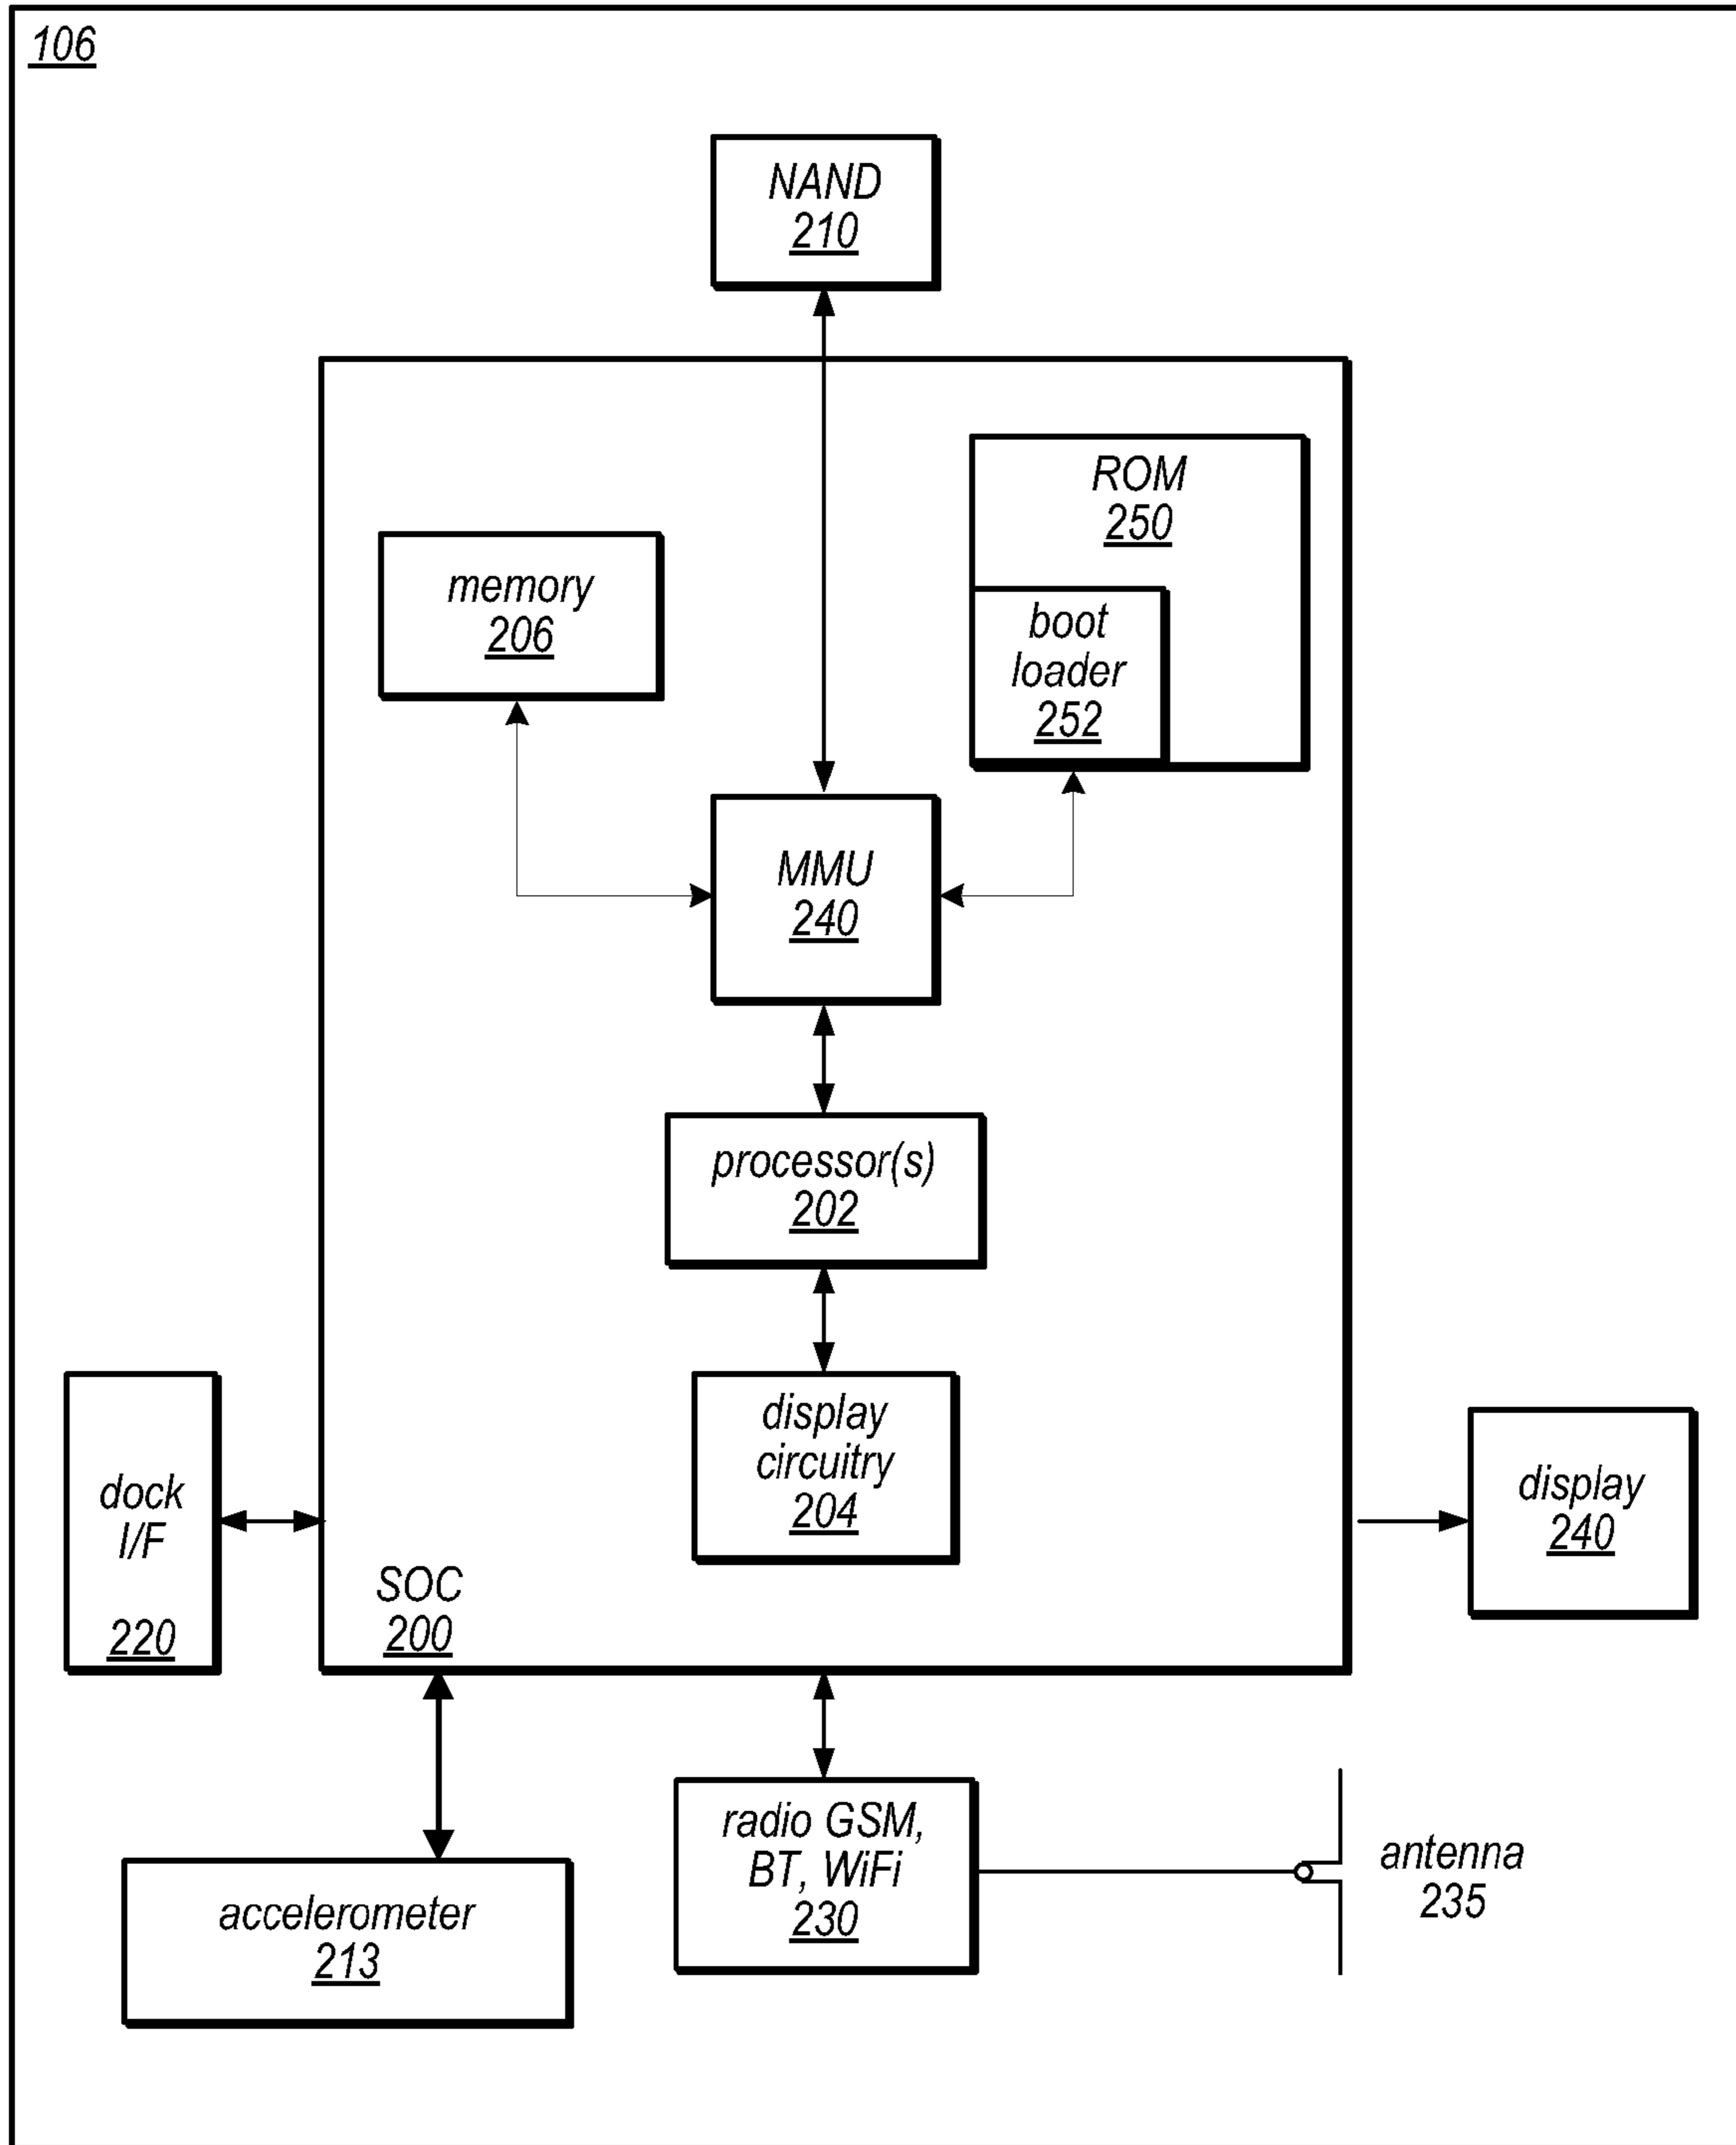 106
NAND
210
ROM
250
memory
206
boot
loader
252
MMU
240
processor(s)
202
display
circuitry
204
dock
I/F
220
display
240
SOC
200
radio GSM,
BT, WiFi
230
antenna
235
accelerometer
213